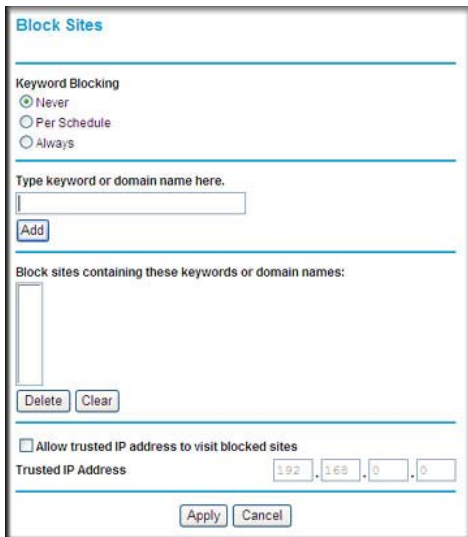 Block Sites
Keyword Blocking
Never
Per Schedule
Always
Type keyword or domain name here.
Add
Block sites containing these keywords or domain names:
Delete Clear
Allow trusted IP address to visit blocked sites
Trusted IP Address 192 . 168 . 0 . 0
Apply Cancel